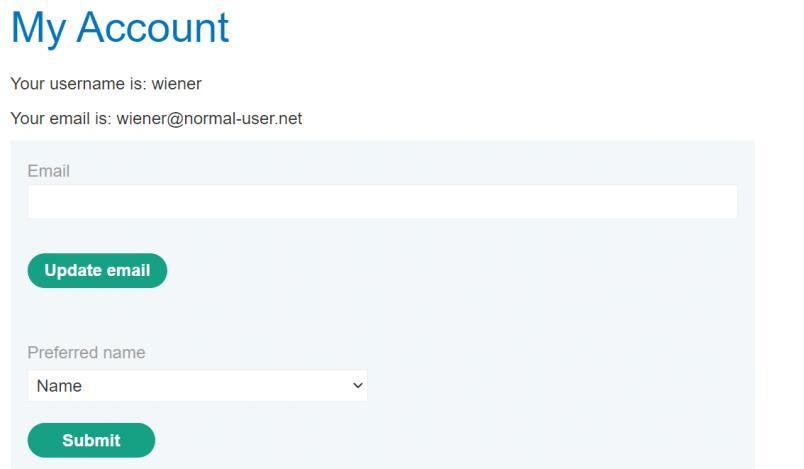 My Account
Your username is: wiener
Your email is: wiener@normal-user.net
Email
Update email
Preferred name
Name
Submit